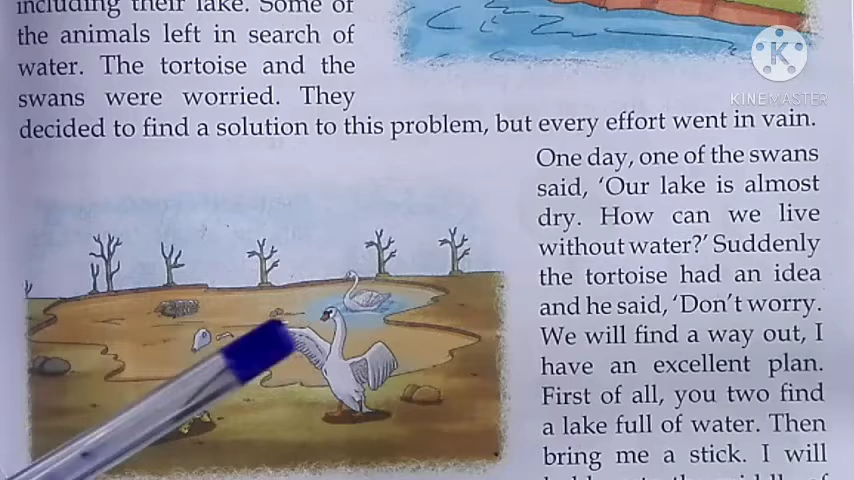 including their lake. Some of
the animals left in search of
water. The tortoise and the
swans were worried. They
decided to find a solution to this problem, but every effort went in vain.
One day, one of the swans
said, ‘Our lake is almost
dry. How can we live
without water?’ Suddenly
the tortoise had an idea
and he said, ‘Don’t worry.
We will find a way out, I
have an excellent plan.
First of all, you two find
a lake full of water. Then
bring me a stick. I will
KINEMASTER